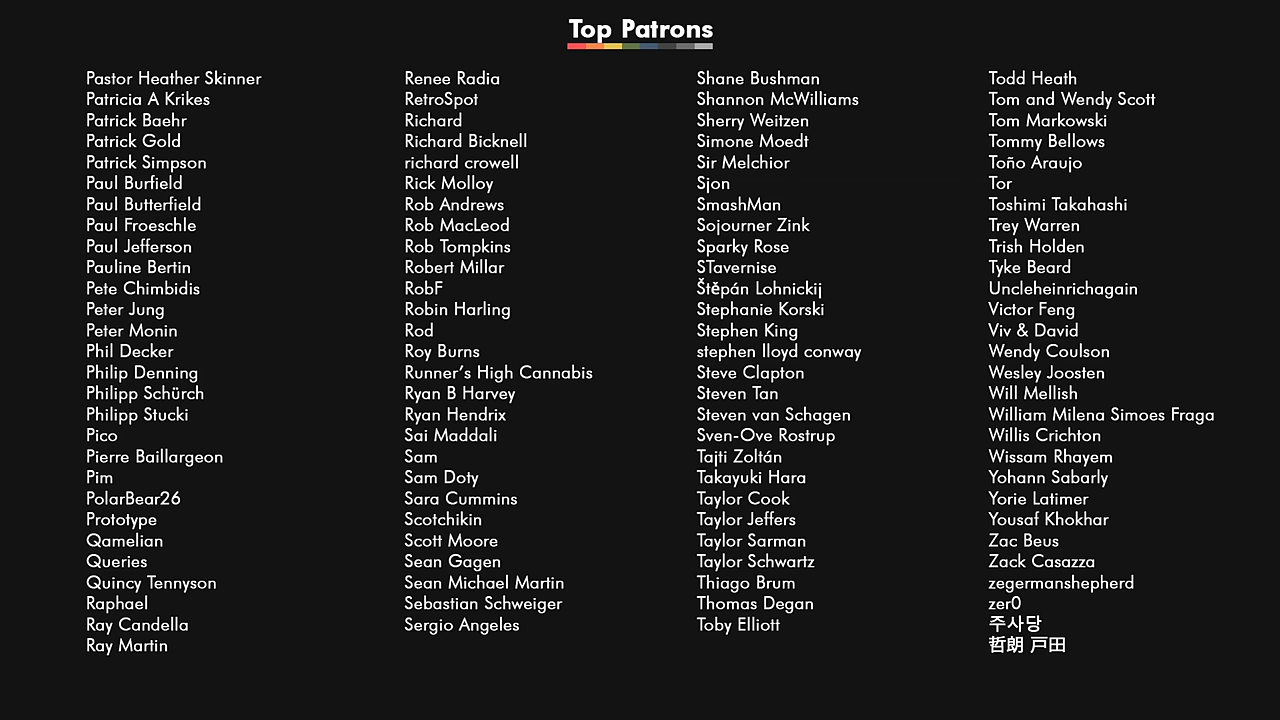 Top Patrons
Pastor Heather Skinner
Patricia A Krikes
Patrick Baehr
Patrick Gold
Patrick Simpson
Paul Burfield
Paul Butterfield
Paul Froeschle
Paul Jefferson
Pauline Bertin
Pete Chimbidis
Peter Jung
Peter Monin
Phil Decker
Philip Denning
Philipp Schürch
Philipp Stucki
Pico
Pierre Baillargeon
Pim
PolarBear26
Prototype
Qamelian
Queries
Quincy Tennyson
Raphael
Ray Candella
Ray Martin
Renee Radia
RetroSpot
Richard
Richard Bicknell
richard crowell
Rick Molloy
Rob Andrews
Rob MacLeod
Rob Tompkins
Robert Millar
RobF
Robin Harling
Rod
Roy Burns
Runner’s High Cannabis
Ryan B Harvey
Ryan Hendrix
Sai Maddali
Sam
Sam Doty
Sara Cummins
Scotchikin
Scott Moore
Sean Gagen
Sean Michael Martin
Sebastian Schweiger
Sergio Angeles
Shane Bushman
Shannon McWilliams
Sherry Weitzen
Simone Moedt
Sir Melchior
Sjon
SmashMan
Sojourner Zink
Sparky Rose
STavernise
Štěpán Lohnickij
Stephanie Korski
Stephen King
stephen lloyd conway
Steve Clapton
Steven Tan
Steven van Schagen
Sven-Ove Rostrup
Tajti Zoltán
Takayuki Hara
Taylor Cook
Taylor Jeffers
Taylor Sarman
Taylor Schwartz
Thiago Brum
Thomas Degan
Toby Elliott
Todd Heath
Tom and Wendy Scott
Tom Markowski
Tommy Bellows
Toño Araujo
Tor
Toshimi Takahashi
Trey Warren
Trish Holden
Tyke Beard
Uncleheinrichagain
Victor Feng
Viv & David
Wendy Coulson
Wesley Joosten
Will Mellish
William Milena Simoes Fraga
Willis Crichton
Wissam Rhayem
Yohann Sabarly
Yorie Latimer
Yousaf Khokhar
Zac Beus
Zack Casazza
zegermanshepherd
zer0
주사당
哲朗 戸田